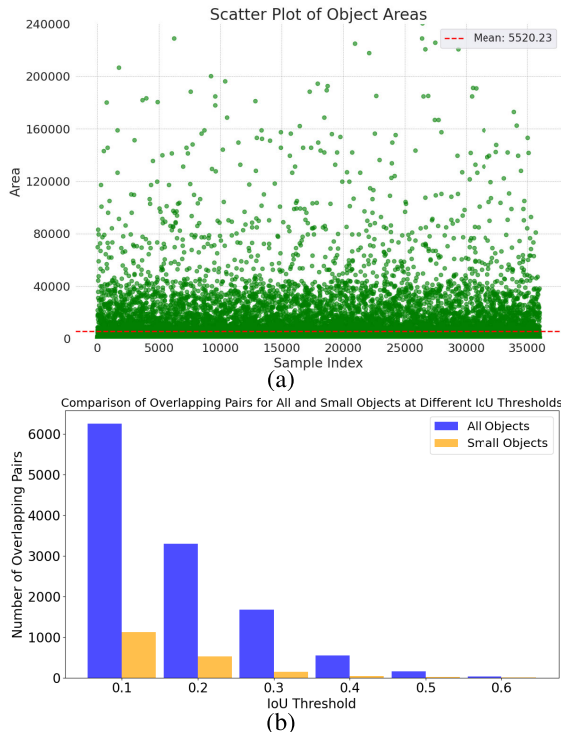 Scatter Plot of Object Areas
240000
Mean: 5520.23
200000
160000
Area
120000
80000
40000
0
0 5000 10000 15000 20000 25000 30000 35000
Sample Index
(a)
Comparison of Overlapping Pairs for All and Small Objects at Different IcU Thresholds
All Objects
Small Objects
6000
5000
4000
Number of Overlapping Pairs
3000
2000
1000
0
0.1 0.2 0.3 0.4 0.5 0.6
IoU Threshold
(b)